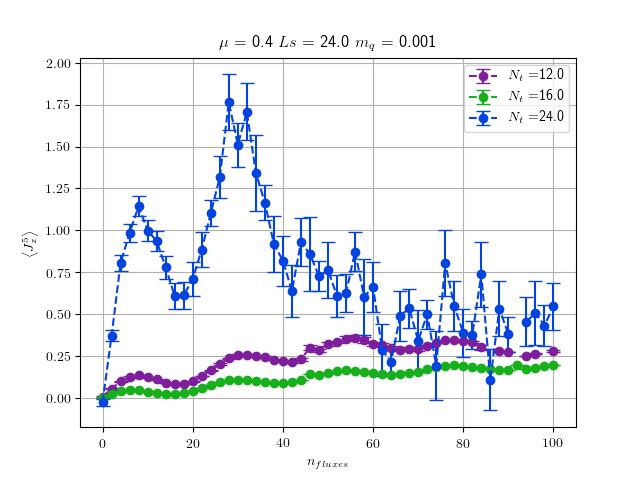 μ = 0.4 Ls = 24.0 m_q = 0.001
2.00
1.75
1.50
1.25
1.00
0.75
0.50
0.25
0.00
⟨J_z^5⟩
N_t =12.0
N_t =16.0
N_t =24.0
0 20 40 60 80 100
n_{fluxes}